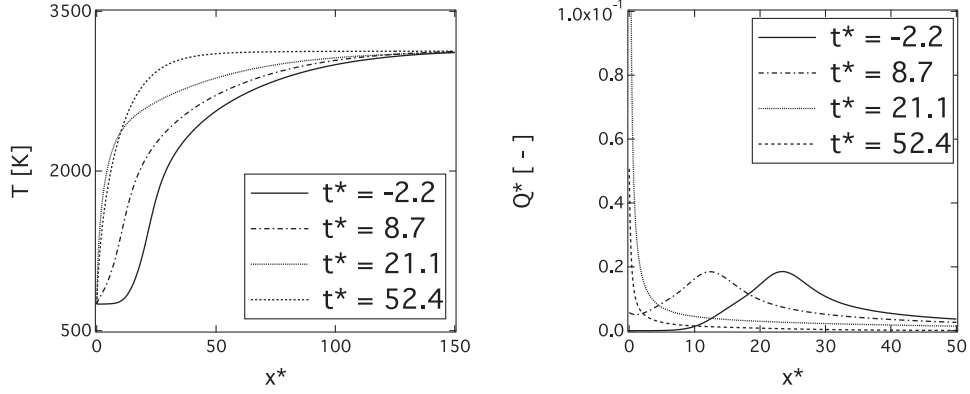 3500
2000
500
T [K]
t* = -2.2
t* = 8.7
t* = 21.1
t* = 52.4
0
50
100
150
x*
1.0x10⁻¹
0.8
0.6
0.4
0.2
0.0
Q* [ - ]
t* = -2.2
t* = 8.7
t* = 21.1
t* = 52.4
0
10
20
30
40
50
x*